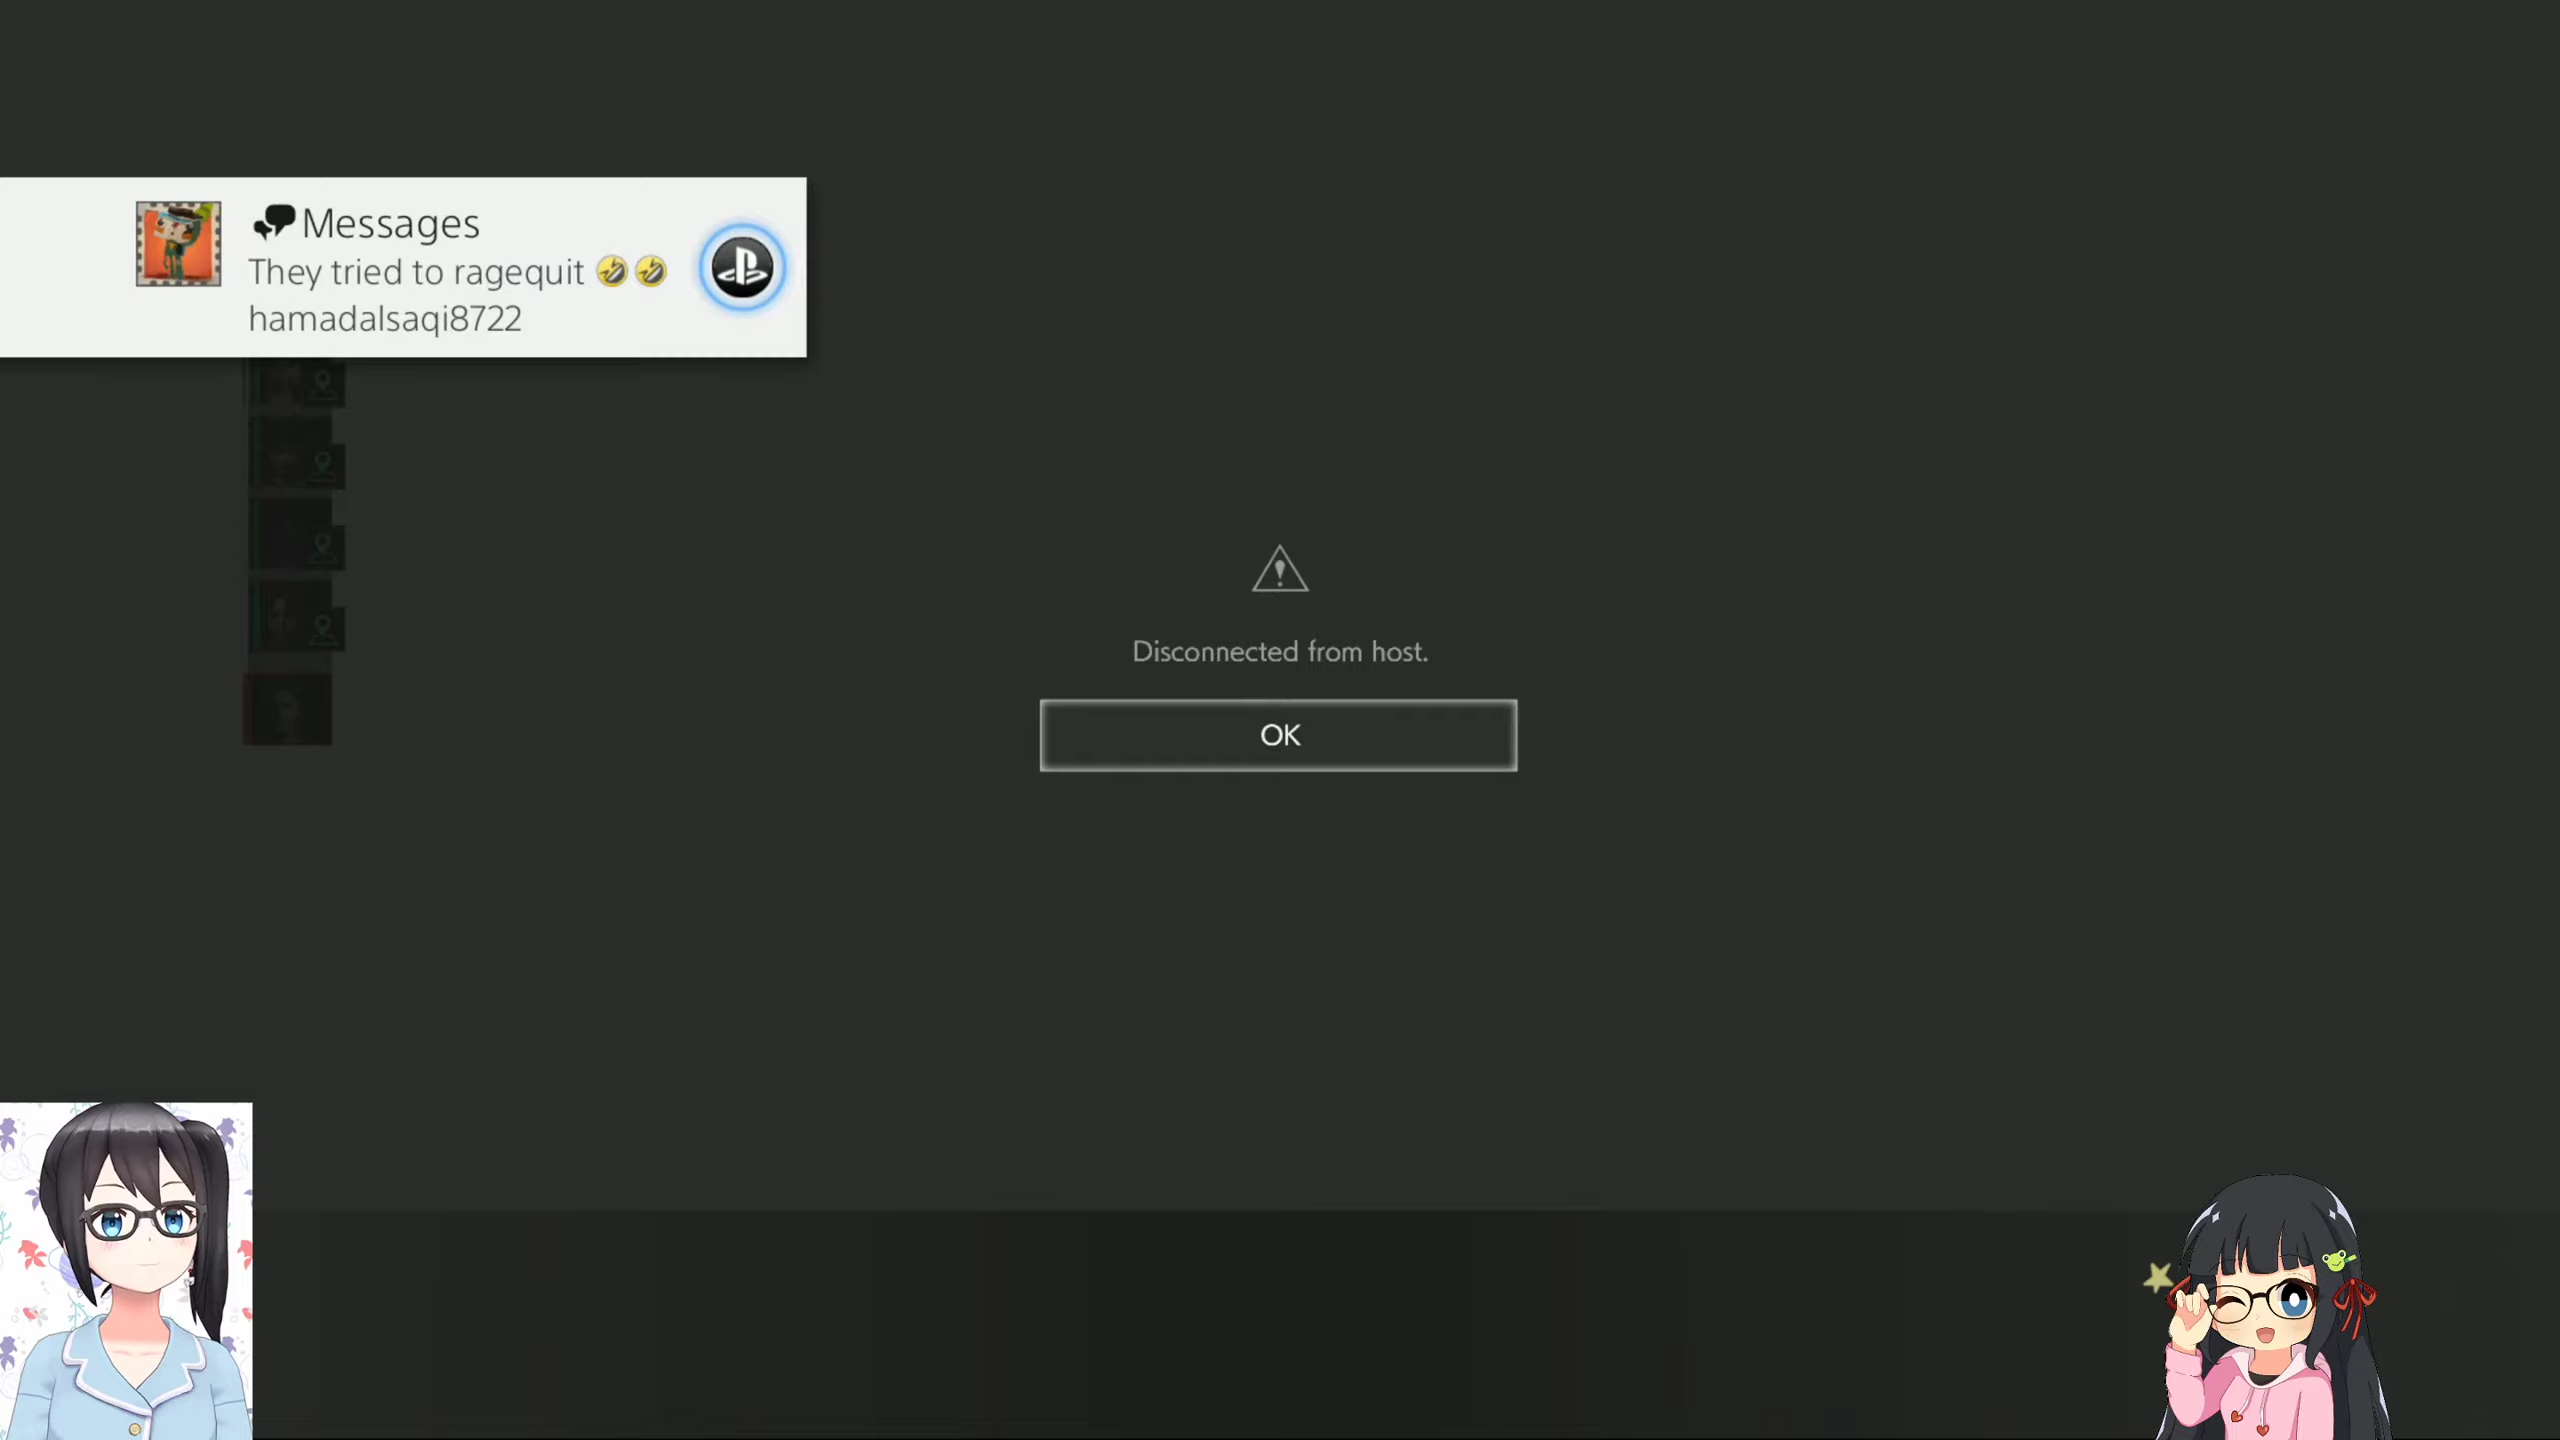 Messages
They tried to ragequit 🤣🤣
hamadalsaqi8722
Disconnected from host.
OK